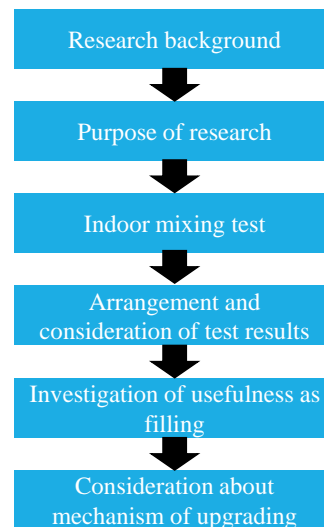 Research background
Purpose of research
Indoor mixing test
Arrangement and
consideration of test results
Investigation of usefulness as
filling
Consideration about
mechanism of upgrading